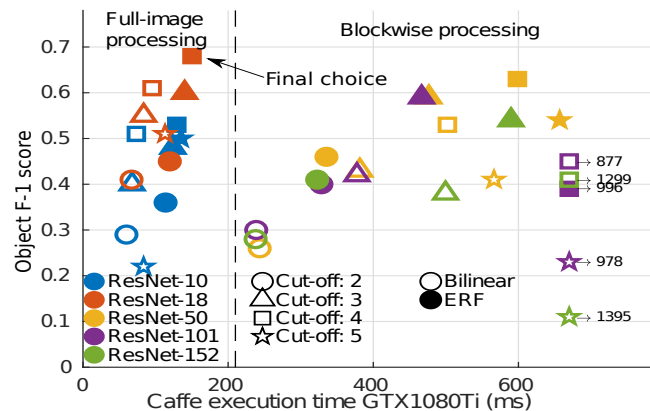 Full-image processing
Blockwise processing
Final choice
Object F-1 score
0.7
0.6
0.5
0.4
0.3
0.2
0.1
0
877
1299
996
978
1395
ResNet-10
ResNet-18
ResNet-50
ResNet-101
ResNet-152
Cut-off: 2
Cut-off: 3
Cut-off: 4
Cut-off: 5
Bilinear
ERF
0
200
400
600
Caffe execution time GTX1080Ti (ms)